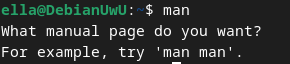 ella@DebianUwU:~$ man
What manual page do you want?
For example, try 'man man'.